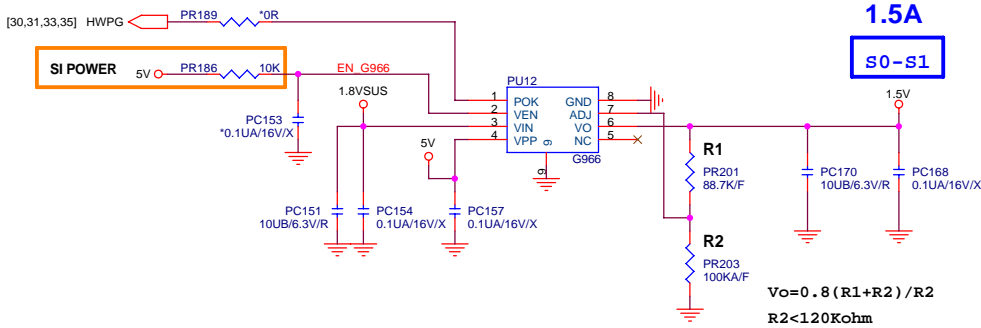 [30,31,33,35] HWPG
PR189
*0R
1.5A
S0-S1
SI POWER
5V
PR186
10K
EN_G966
1.8VSUS
PC153
*0.1UA/16V/X
PU12
1 POK GND 8
2 VEN ADJ 7
3 VIN VO 6
4 VPP NC 5
9
9
G966
5V
1.5V
R1
PR201
88.7K/F
PC151
10UB/6.3V/R
PC154
0.1UA/16V/X
PC157
0.1UA/16V/X
PC170
10UB/6.3V/R
PC168
0.1UA/16V/X
R2
PR203
100KA/F
Vo=0.8(R1+R2)/R2
R2<120Kohm